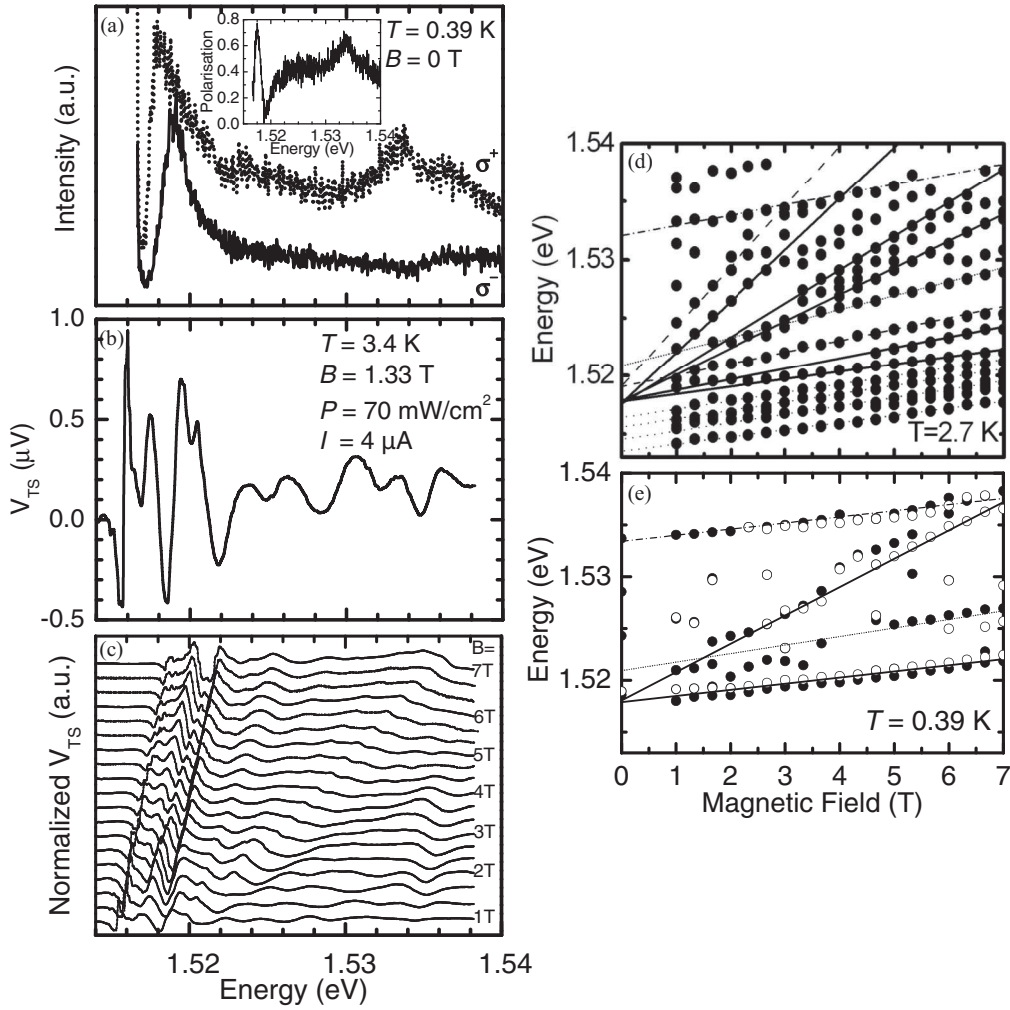 (a)
T = 0.39 K
B = 0 T
Intensity (a.u.)
0.8
0.6
0.4
0.2
0.0
Polarisation
1.52 1.53 1.54
Energy (eV)
σ⁺
σ⁻
(b)
T = 3.4 K
B = 1.33 T
P = 70 mW/cm²
I = 4 μA
1.0
0.5
0.0
-0.5
V_TS (μV)
(c)
B=
7T
6T
5T
4T
3T
2T
1T
Normalized V_TS (a.u.)
1.52 1.53 1.54
Energy (eV)
(d)
1.54
1.53
1.52
Energy (eV)
T=2.7 K
(e)
1.54
1.53
1.52
Energy (eV)
T = 0.39 K
0 1 2 3 4 5 6 7
Magnetic Field (T)